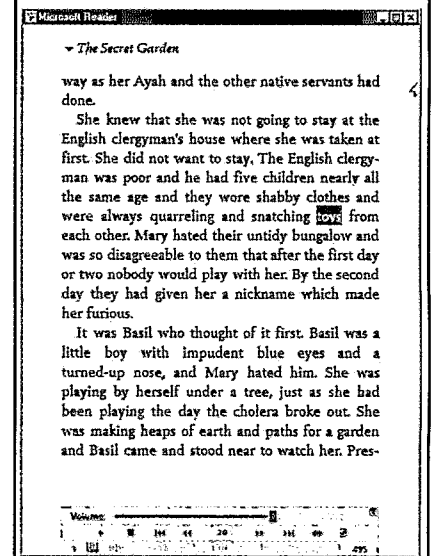 Microsoft Reader
The Secret Garden
way as her Ayah and the other native servants had
done.
She knew that she was not going to stay at the
English clergyman's house where she was taken at
first. She did not want to stay. The English clergy-
man was poor and he had five children nearly all
the same age and they wore shabby clothes and
were always quarreling and snatching toys from
each other. Mary hated their untidy bungalow and
was so disagreeable to them that after the first day
or two nobody would play with her. By the second
day they had given her a nickname which made
her furious.
It was Basil who thought of it first. Basil was a
little boy with impudent blue eyes and a
turned-up nose, and Mary hated him. She was
playing by herself under a tree, just as she had
been playing the day the cholera broke out. She
was making heaps of earth and paths for a garden
and Basil came and stood near to watch her. Pres-
Volume
20
495